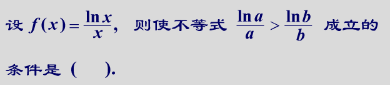 设 f(x) = ln x / x, 则使不等式 ln a / a > ln b / b 成立的
条件是 (    ).